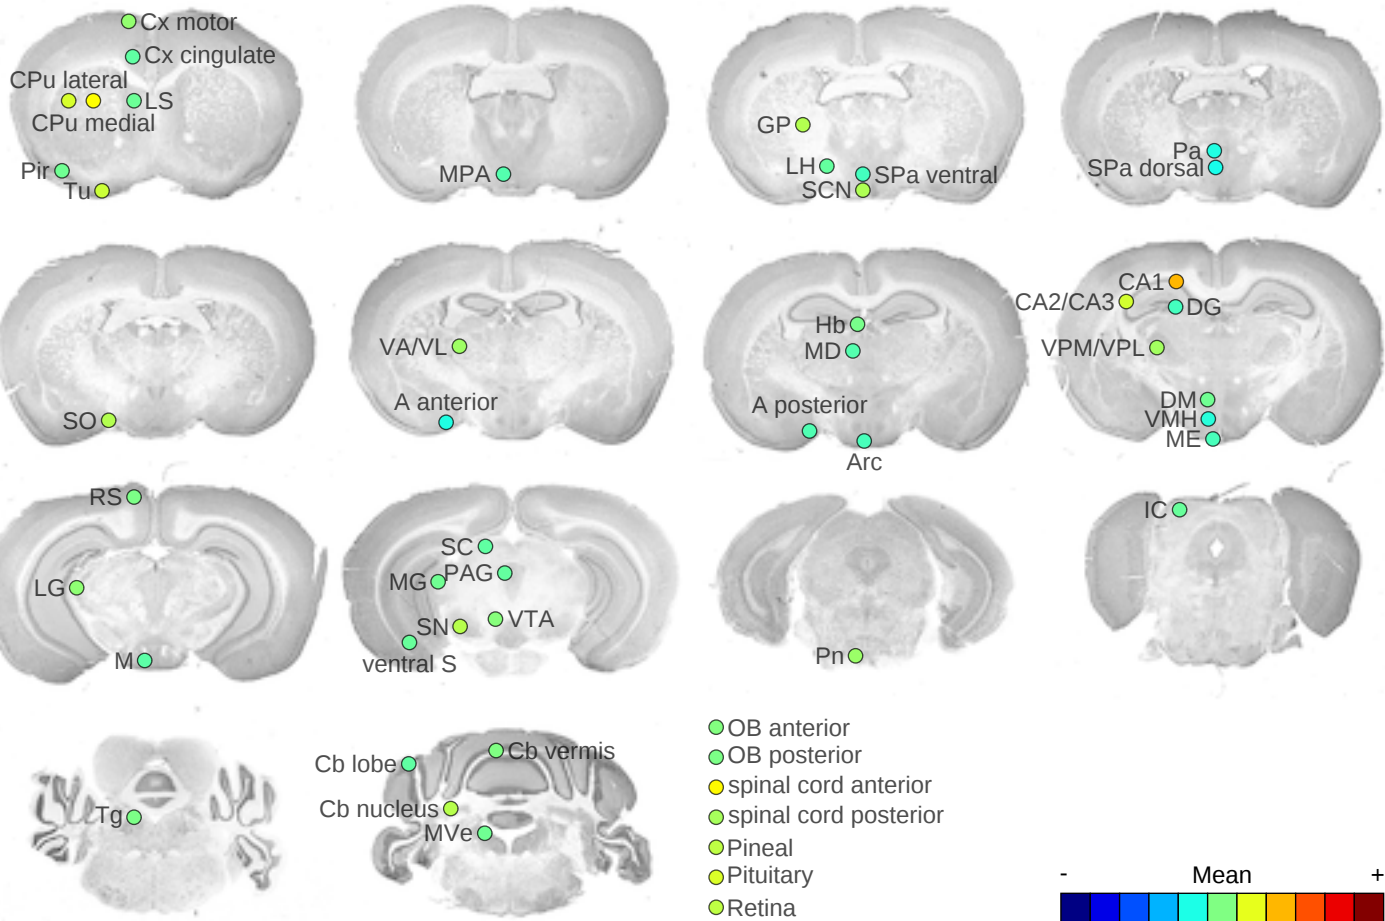 Cx motor
Cx cingulate
CPu lateral
LS
CPu medial
Pir
Tu
MPA
GP
LH
SPa ventral
SCN
Pa
SPa dorsal
SO
VA/VL
A anterior
Hb
MD
A posterior
Arc
CA1
CA2/CA3
DG
VPM/VPL
DM
VMH
ME
RS
LG
M
SC
PAG
MG
VTA
SN
ventral S
Pn
IC
Tg
Cb vermis
Cb lobe
Cb nucleus
MVe
OB anterior
OB posterior
spinal cord anterior
spinal cord posterior
Pineal
Pituitary
Retina
- Mean +